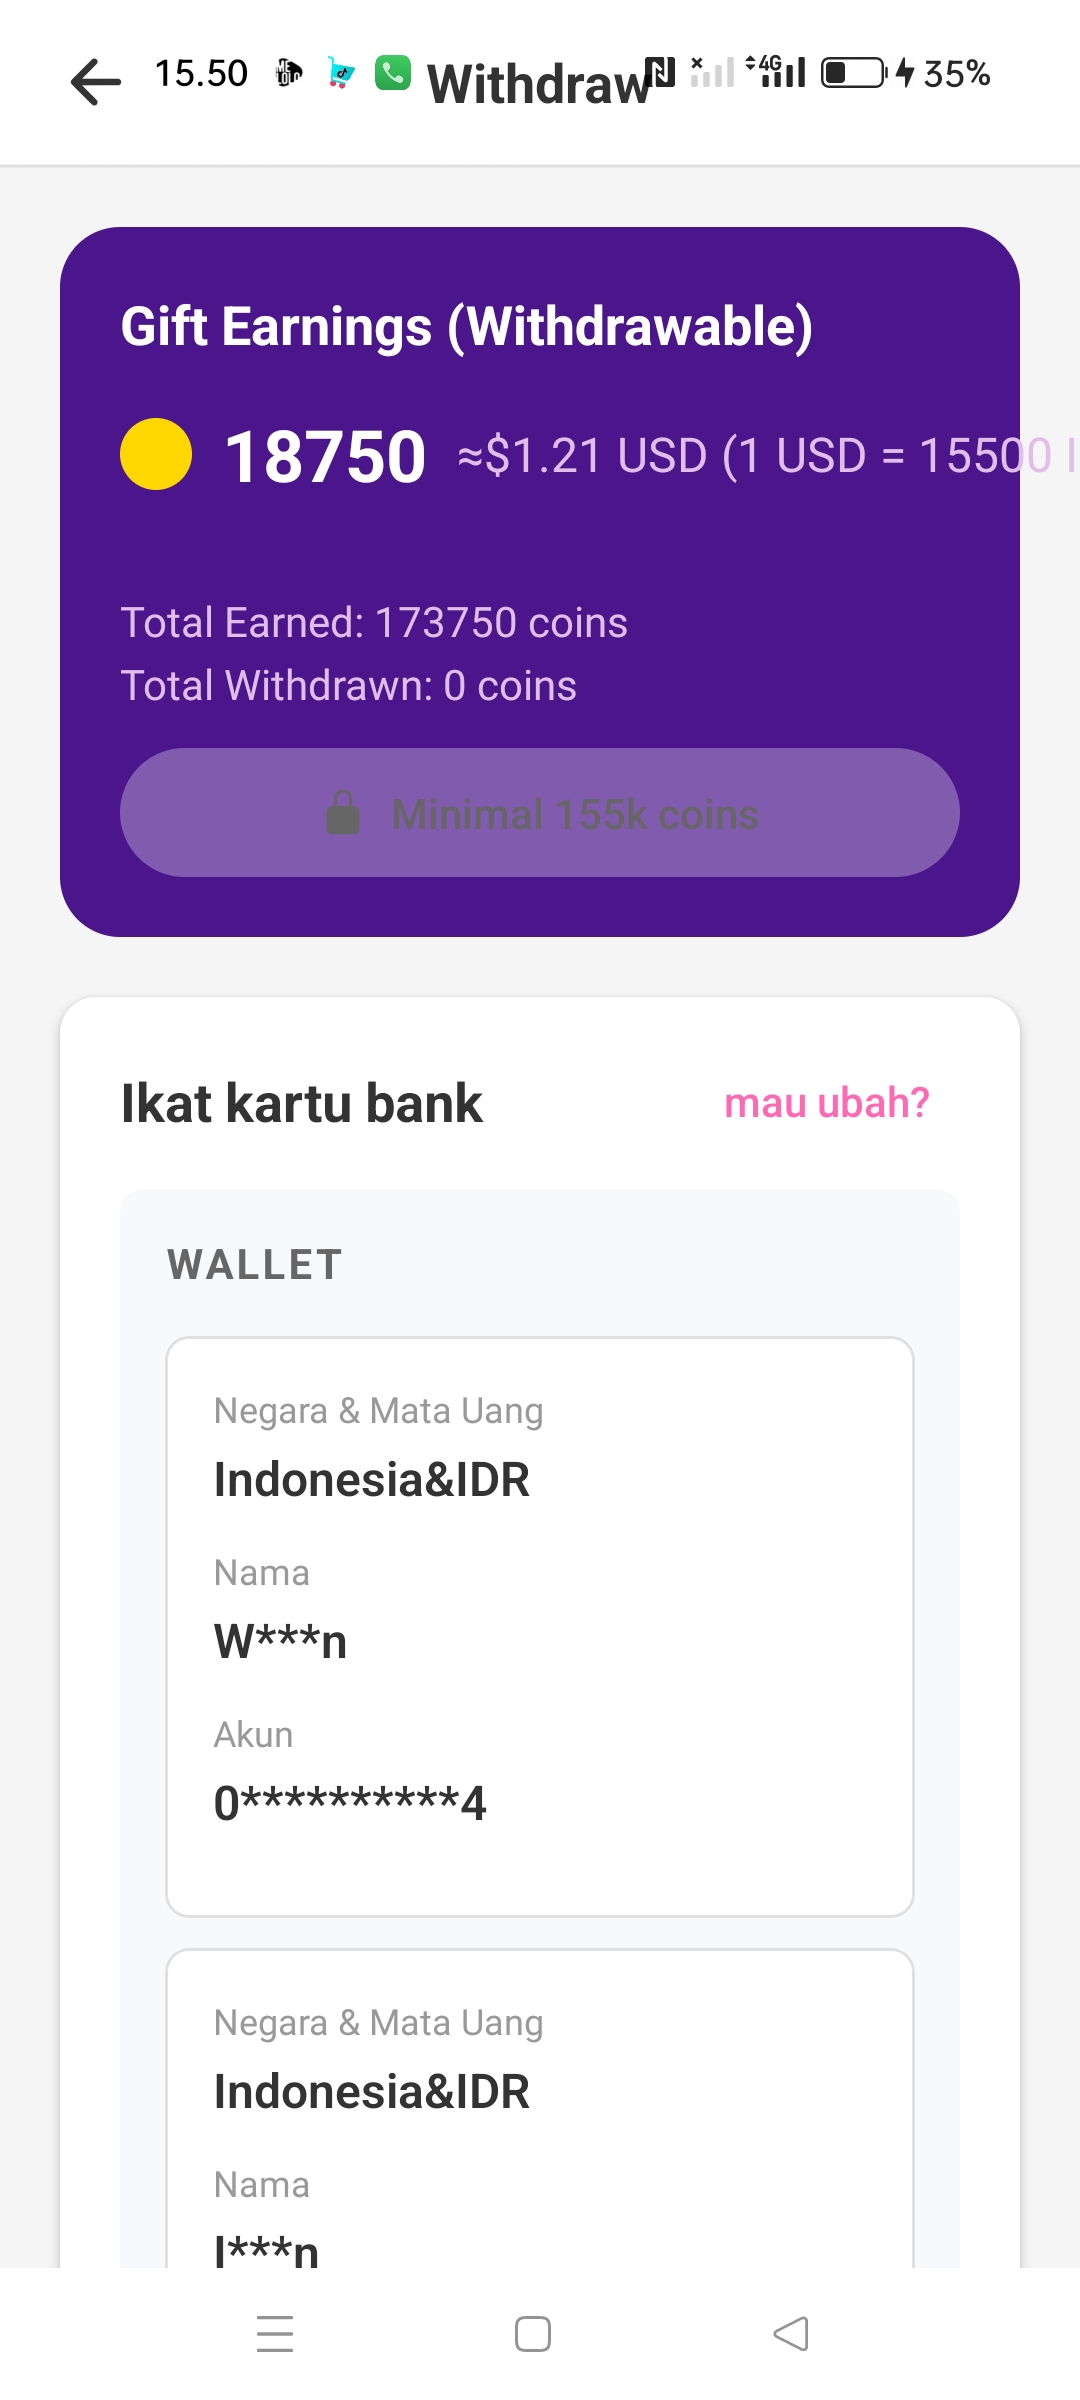 15.50
Withdraw
4G
35%
Gift Earnings (Withdrawable)
18750 ≈$1.21 USD (1 USD = 15500 I
Total Earned: 173750 coins
Total Withdrawn: 0 coins
Minimal 155k coins
Ikat kartu bank
mau ubah?
WALLET
Negara & Mata Uang
Indonesia&IDR
Nama
W***n
Akun
0**********4
Negara & Mata Uang
Indonesia&IDR
Nama
I***n